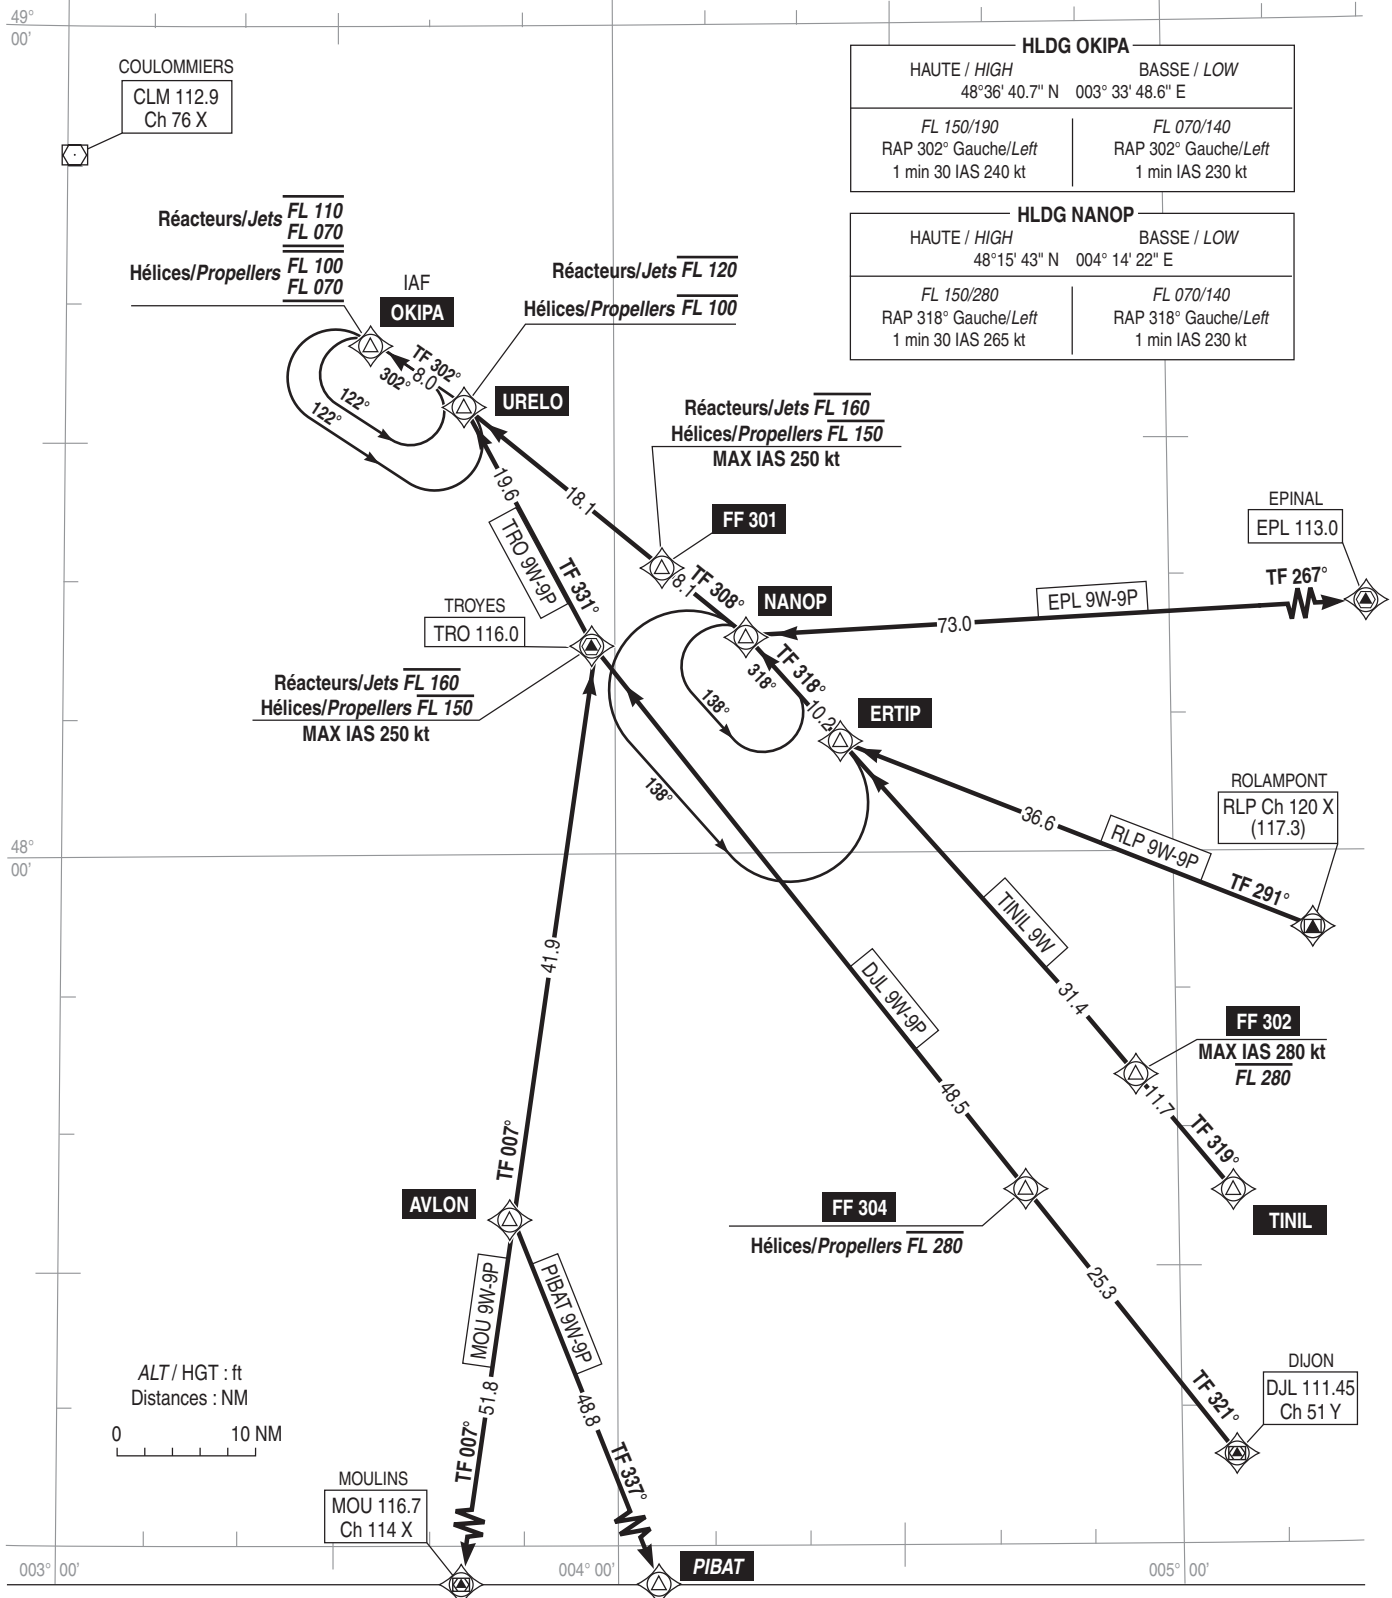 49°
00'
COULOMMIERS
CLM 112.9
Ch 76 X
HLDG OKIPA
HAUTE / HIGH BASSE / LOW
48°36' 40.7" N 003° 33' 48.6" E
FL 150/190 FL 070/140
RAP 302° Gauche/Left RAP 302° Gauche/Left
1 min 30 IAS 240 kt 1 min IAS 230 kt
HLDG NANOP
HAUTE / HIGH BASSE / LOW
48°15' 43" N 004° 14' 22" E
FL 150/280 FL 070/140
RAP 318° Gauche/Left RAP 318° Gauche/Left
1 min 30 IAS 265 kt 1 min IAS 230 kt
Réacteurs/Jets FL 110
FL 070
Hélices/Propellers FL 100
FL 070
IAF
OKIPA
Réacteurs/Jets FL 120
Hélices/Propellers FL 100
TF 302°
8.0
302°
122°
122°
URELO
Réacteurs/Jets FL 160
Hélices/Propellers FL 150
MAX IAS 250 kt
19.6
18.1
FF 301
EPINAL
EPL 113.0
TRO 9W-9P
TF 331°
8.1
TF 308°
NANOP
EPL 9W-9P
TF 267°
73.0
TROYES
TRO 116.0
Réacteurs/Jets FL 160
Hélices/Propellers FL 150
MAX IAS 250 kt
318°
TF 318°
138°
10.2
ERTIP
138°
36.6
RLP 9W-9P
TF 291°
ROLAMPONT
RLP Ch 120 X
(117.3)
48°
00'
41.9
TINIL 9W
31.4
DJL 9W-9P
48.5
FF 302
MAX IAS 280 kt
FL 280
11.7
TF 319°
TINIL
TF 007°
AVLON
FF 304
Hélices/Propellers FL 280
MOU 9W-9P
PIBAT 9W-9P
25.3
ALT / HGT : ft
Distances : NM
0 10 NM
51.8
48.8
TF 007°
TF 337°
TF 321°
DIJON
DJL 111.45
Ch 51 Y
MOULINS
MOU 116.7
Ch 114 X
PIBAT
003° 00' 004° 00' 005° 00'